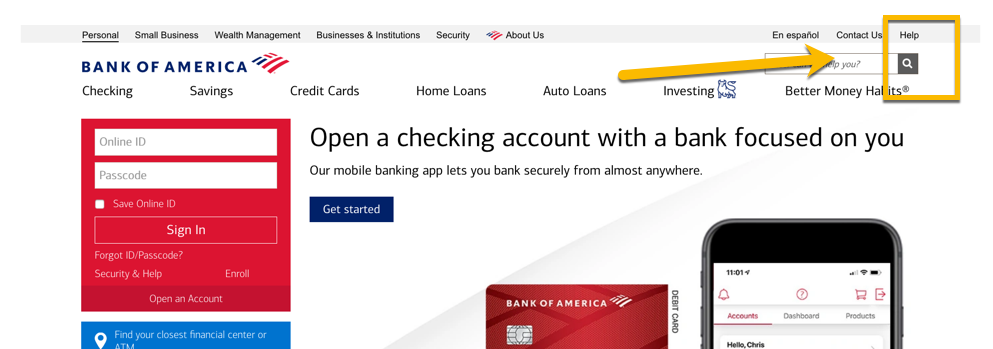 Personal Small Business Wealth Management Businesses & Institutions Security About Us En español Contact Us Help
BANK OF AMERICA
help you?
Checking Savings Credit Cards Home Loans Auto Loans Investing Better Money Habits®
Online ID
Passcode
Save Online ID
Sign In
Forgot ID/Passcode?
Security & Help Enroll
Open an Account
Find your closest financial center or
ATM
Open a checking account with a bank focused on you
Our mobile banking app lets you bank securely from almost anywhere.
Get started
BANK OF AMERICA
DEBIT CARD
11:01
Accounts Dashboard Products
Hello, Chris